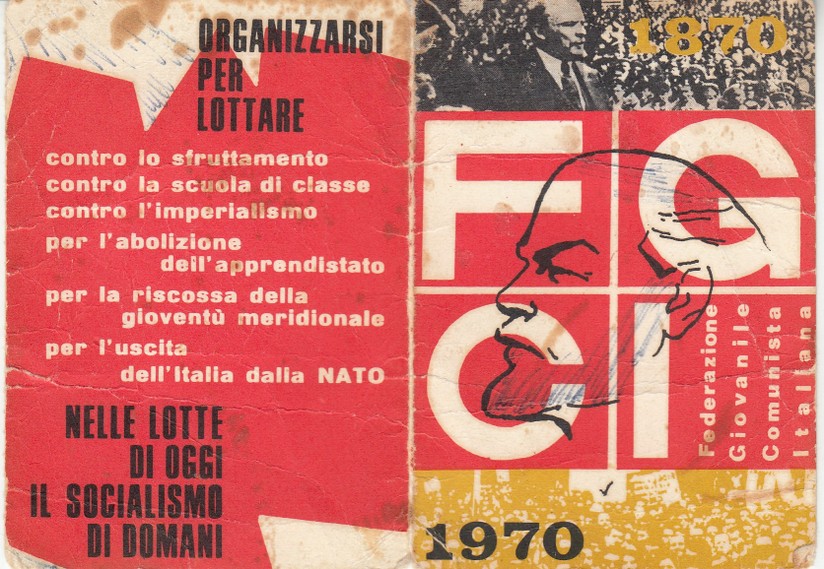 ORGANIZZARSI
PER
LOTTARE
contro lo sfruttamento
contro la scuola di classe
contro l'imperialismo
per l'abolizione
dell'apprendistato
per la riscossa della
gioventù meridionale
per l'uscita
dell'Italia dalla NATO
NELLE LOTTE
DI OGGI
IL SOCIALISMO
DI DOMANI
1870
FG
CI
Federazione
Giovanile
Comunista
Italiana
1970